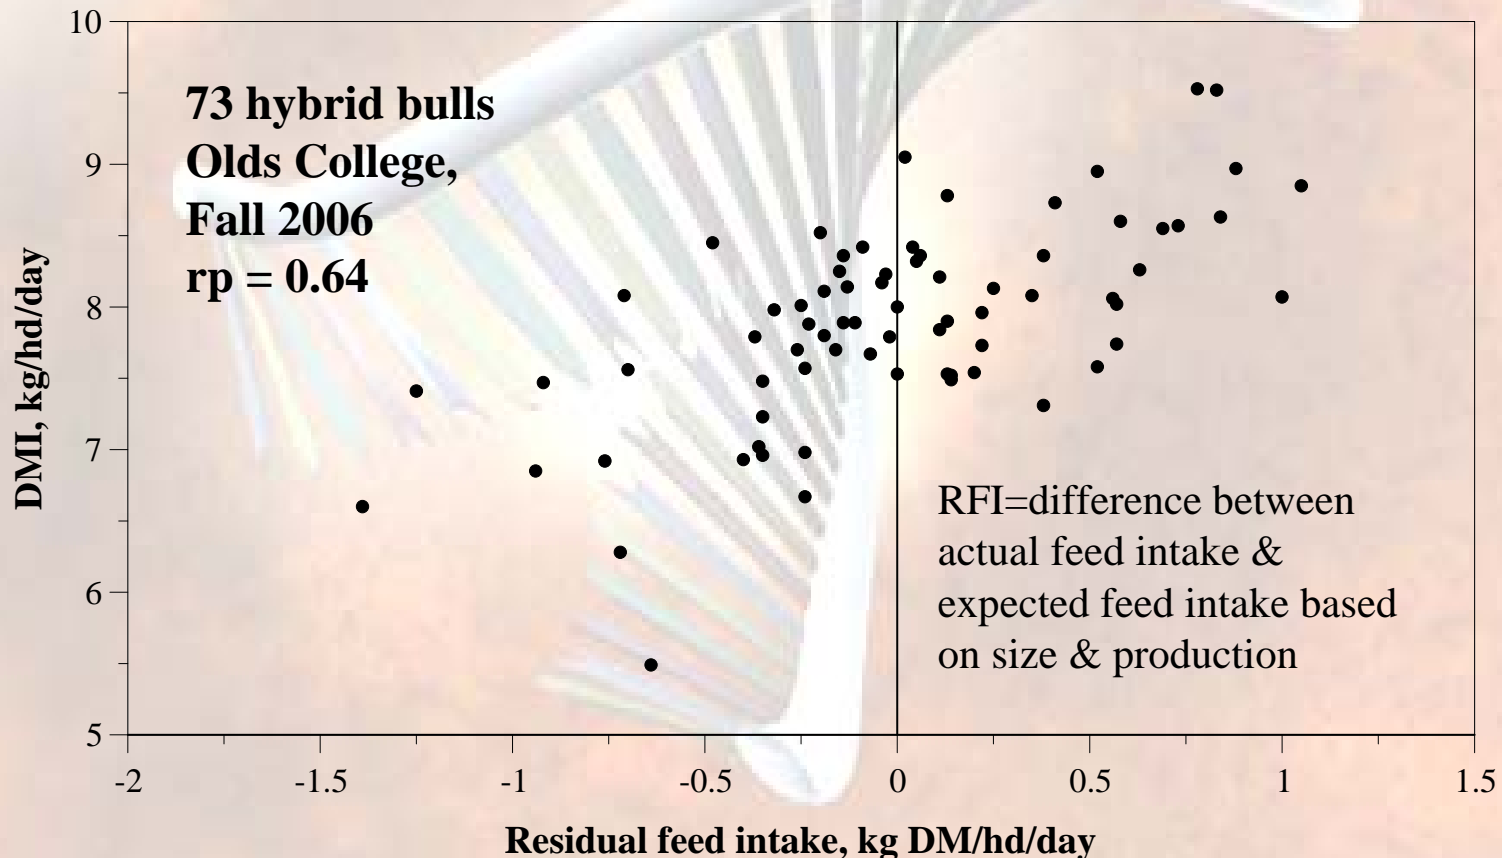 10
73 hybrid bulls
Olds College,
Fall 2006
rp = 0.64
9
8
7
6
5
DMI, kg/hd/day
RFI=difference between
actual feed intake &
expected feed intake based
on size & production
-2 -1.5 -1 -0.5 0 0.5 1 1.5
Residual feed intake, kg DM/hd/day